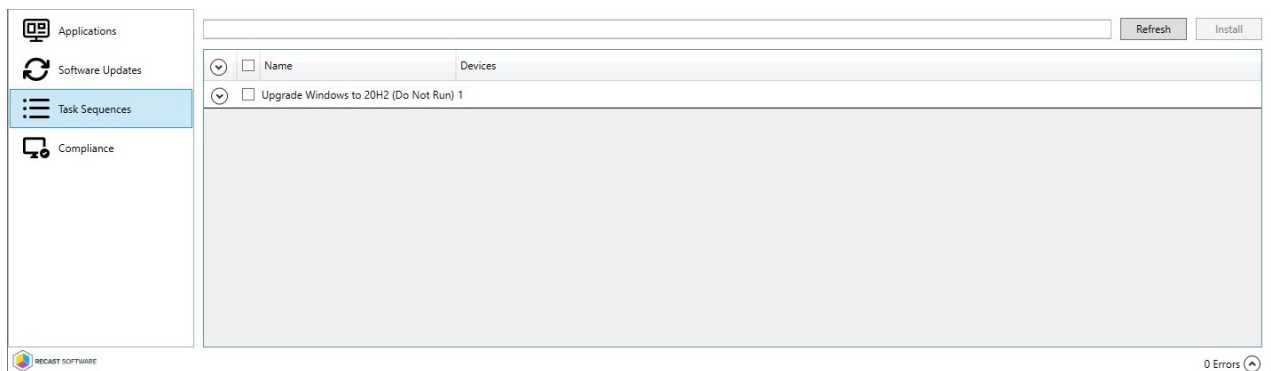 Applications
Refresh
Install
Software Updates
Name
Devices
Task Sequences
Upgrade Windows to 20H2 (Do Not Run) 1
Compliance
RECAST SOFTWARE
0 Errors